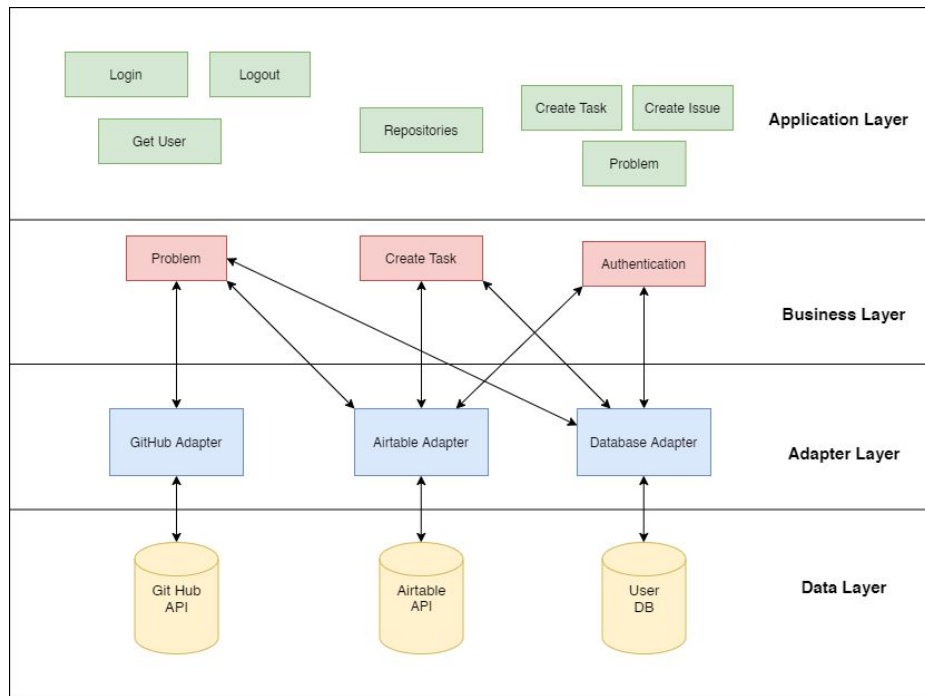 Login
Logout
Get User
Repositories
Create Task
Create Issue
Problem
Application Layer
Problem
Create Task
Authentication
Business Layer
GitHub Adapter
Airtable Adapter
Database Adapter
Adapter Layer
Git Hub
API
Airtable
API
User
DB
Data Layer